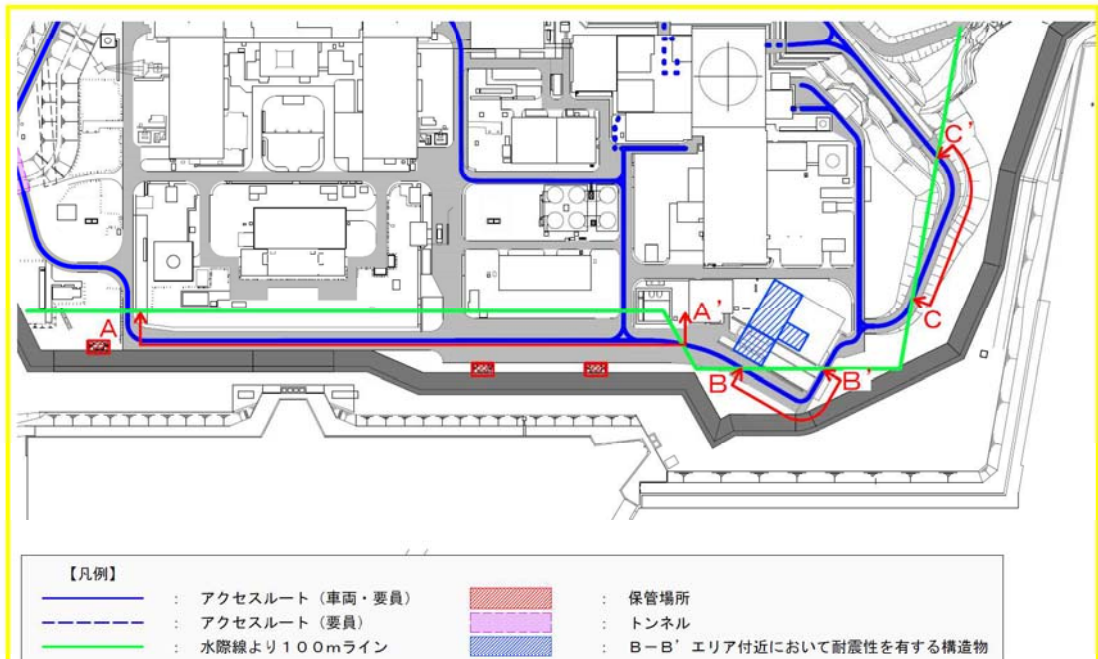 C'
A
A'
C
B
B'
【凡例】
: アクセスルート（車両・要員）
: 保管場所
: アクセスルート（要員）
: トンネル
: 水際線より１００ｍライン
: Ｂ－Ｂ’エリア付近において耐震性を有する構造物